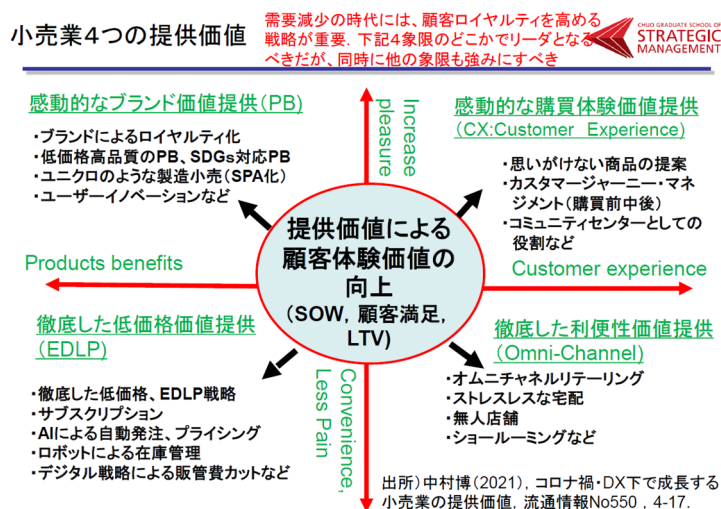 小売業4つの提供価値
需要減少の時代には、顧客ロイヤルティを高める
戦略が重要．下記4象限のどこかでリーダとなる
べきだが、同時に他の象限も強みにすべき
CHUO GRADUATE SCHOOL OF
STRATEGIC
MANAGEMENT
感動的なブランド価値提供(PB)
・ブランドによるロイヤルティ化
・低価格高品質のPB、SDGs対応PB
・ユニクロのような製造小売(SPA化)
・ユーザーイノベーションなど
Increase
pleasure
感動的な購買体験価値提供
(CX:Customer Experience)
・思いがけない商品の提案
・カスタマージャーニー・マネ
ジメント(購買前中後)
・コミュニティセンターとしての
役割など
提供価値による
顧客体験価値の
向上
(SOW，顧客満足，
LTV)
Products benefits
Customer experience
徹底した低価格価値提供
(EDLP)
・徹底した低価格、EDLP戦略
・サブスクリプション
・AIによる自動発注、プライシング
・ロボットによる在庫管理
・デジタル戦略による販管費カットなど
Convenience,
Less Pain
徹底した利便性価値提供
(Omni-Channel)
・オムニチャネルリテーリング
・ストレスレスな宅配
・無人店舗
・ショールーミングなど
出所)中村博(2021)，コロナ禍・DX下で成長する
小売業の提供価値，流通情報No550，4-17.